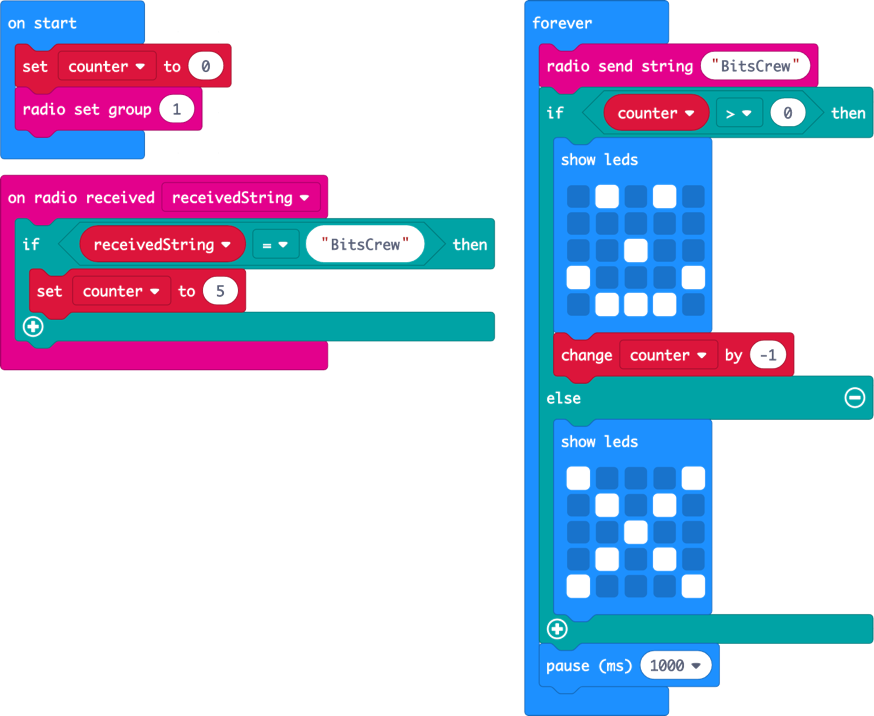 on start
set counter to 0
radio set group 1
on radio received receivedString
if receivedString = "BitsCrew" then
set counter to 5
forever
radio send string "BitsCrew"
if counter > 0 then
show leds
change counter by -1
else
show leds
pause (ms) 1000